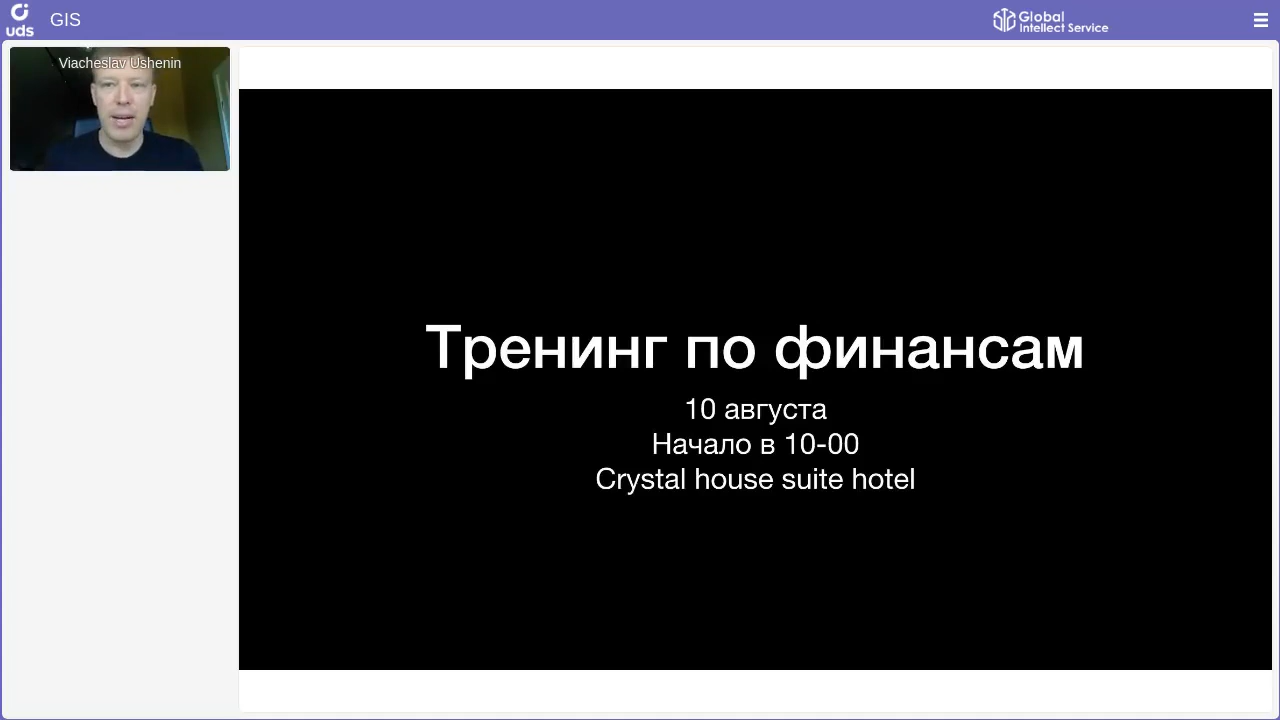 uds
GIS
Global
Intellect Service
Viacheslav Ushenin
Тренинг по финансам
10 августа
Начало в 10-00
Crystal house suite hotel